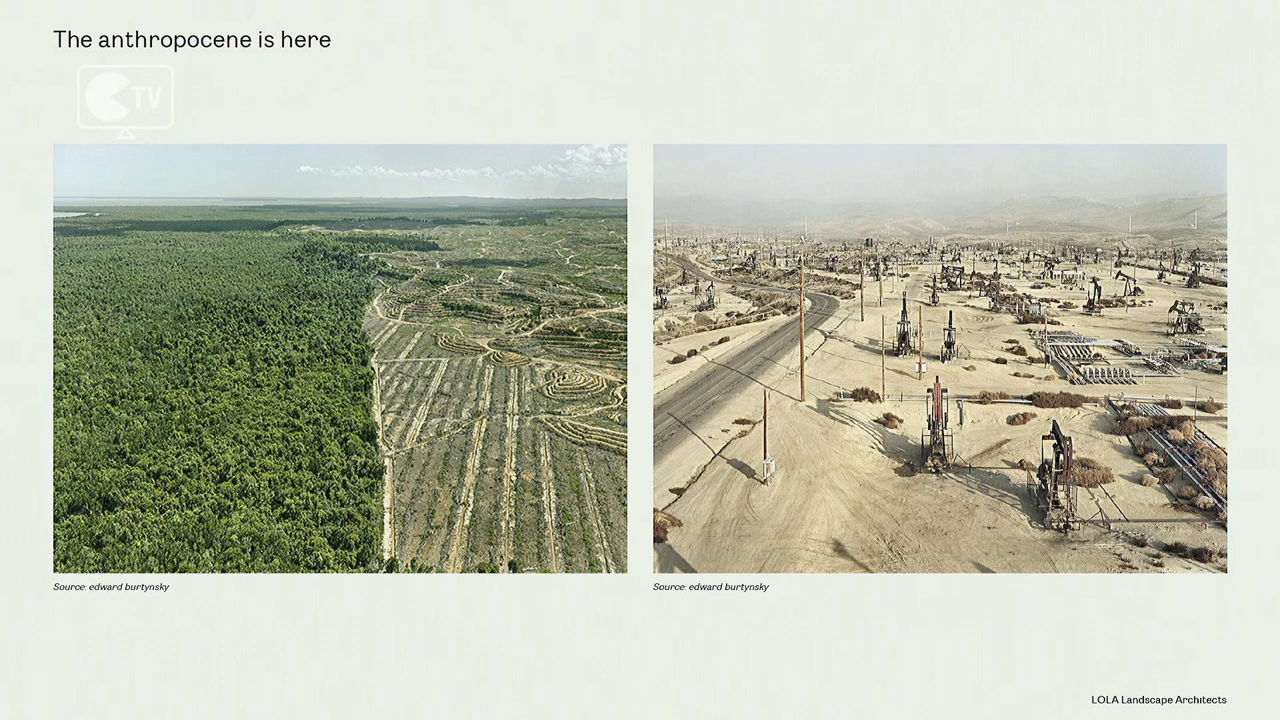 The anthropocene is here
TV
Source: edward burtynsky
Source: edward burtynsky
LOLA Landscape Architects